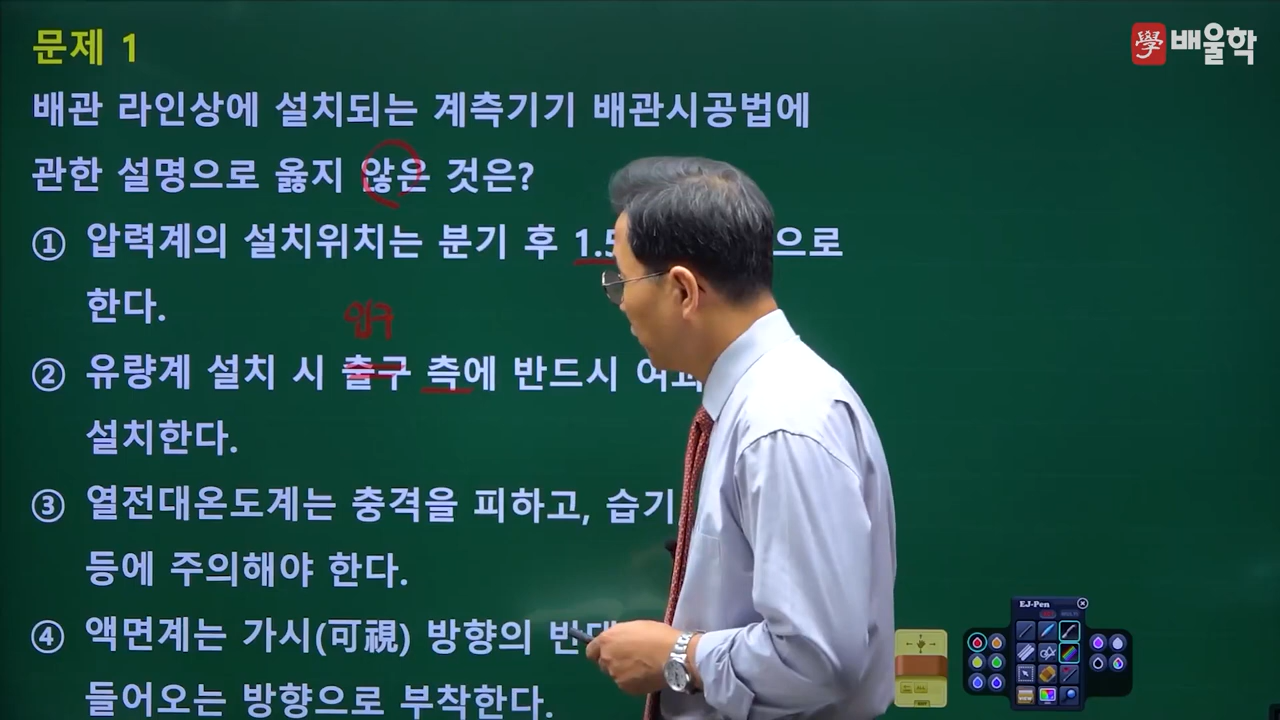 문제 1
學 배울학
배관 라인상에 설치되는 계측기기 배관시공법에
관한 설명으로 옳지 않은 것은?
① 압력계의 설치위치는 분기 후 1.5 으로
한다.
입구
② 유량계 설치 시 출구 측에 반드시
설치한다.
③ 열전대온도계는 충격을 피하고, 습기
등에 주의해야 한다.
④ 액면계는 가시(可視) 방향의 반대
들어오는 방향으로 부착한다.
EJ-Pen